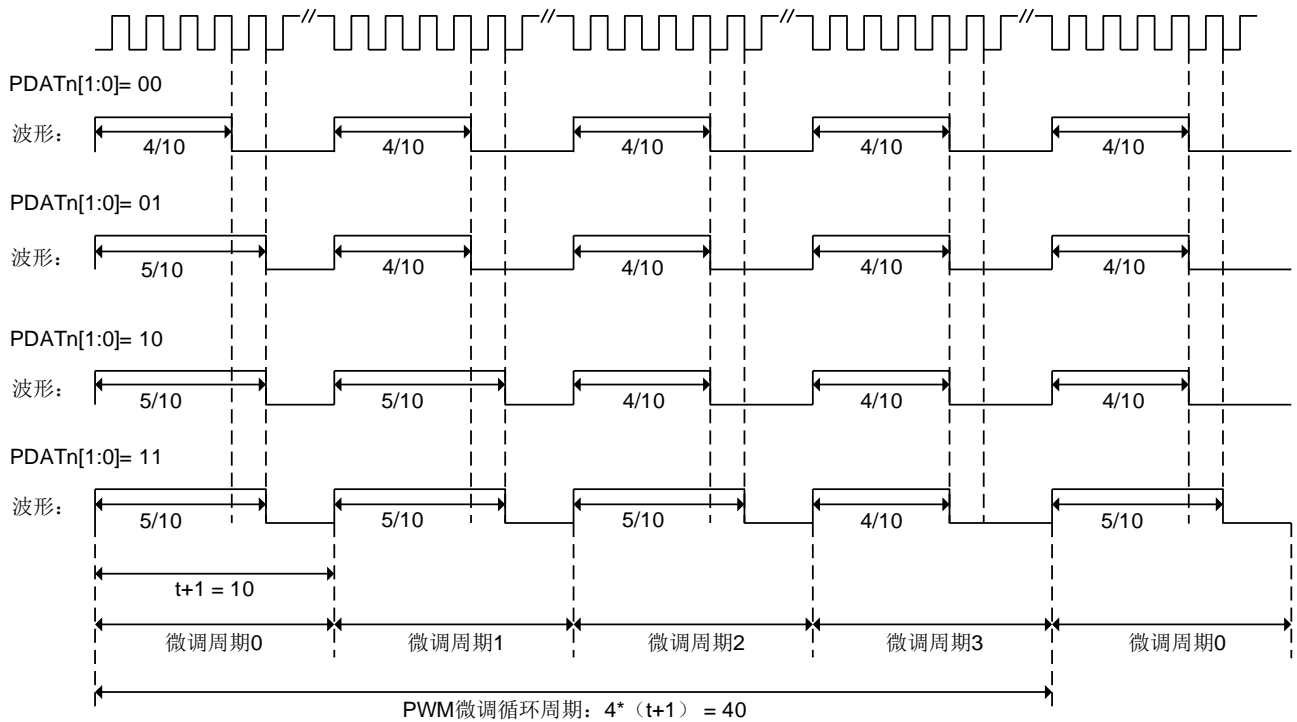 PDATn[1:0]= 00
波形：
4/10 4/10 4/10 4/10 4/10
PDATn[1:0]= 01
波形：
5/10 4/10 4/10 4/10 4/10
PDATn[1:0]= 10
波形：
5/10 5/10 4/10 4/10 4/10
PDATn[1:0]= 11
波形：
5/10 5/10 5/10 4/10 5/10
t+1 = 10
微调周期0 微调周期1 微调周期2 微调周期3 微调周期0
PWM微调循环周期：4*（t+1） = 40